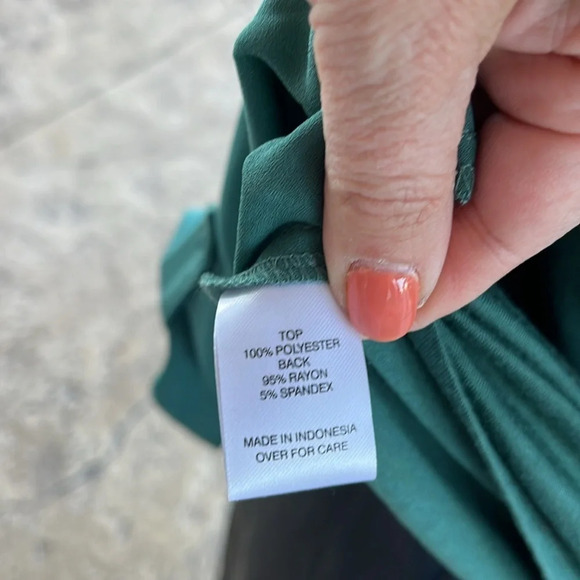 TOP
100% POLYESTER
BACK
95% RAYON
5% SPANDEX
MADE IN INDONESIA
OVER FOR CARE